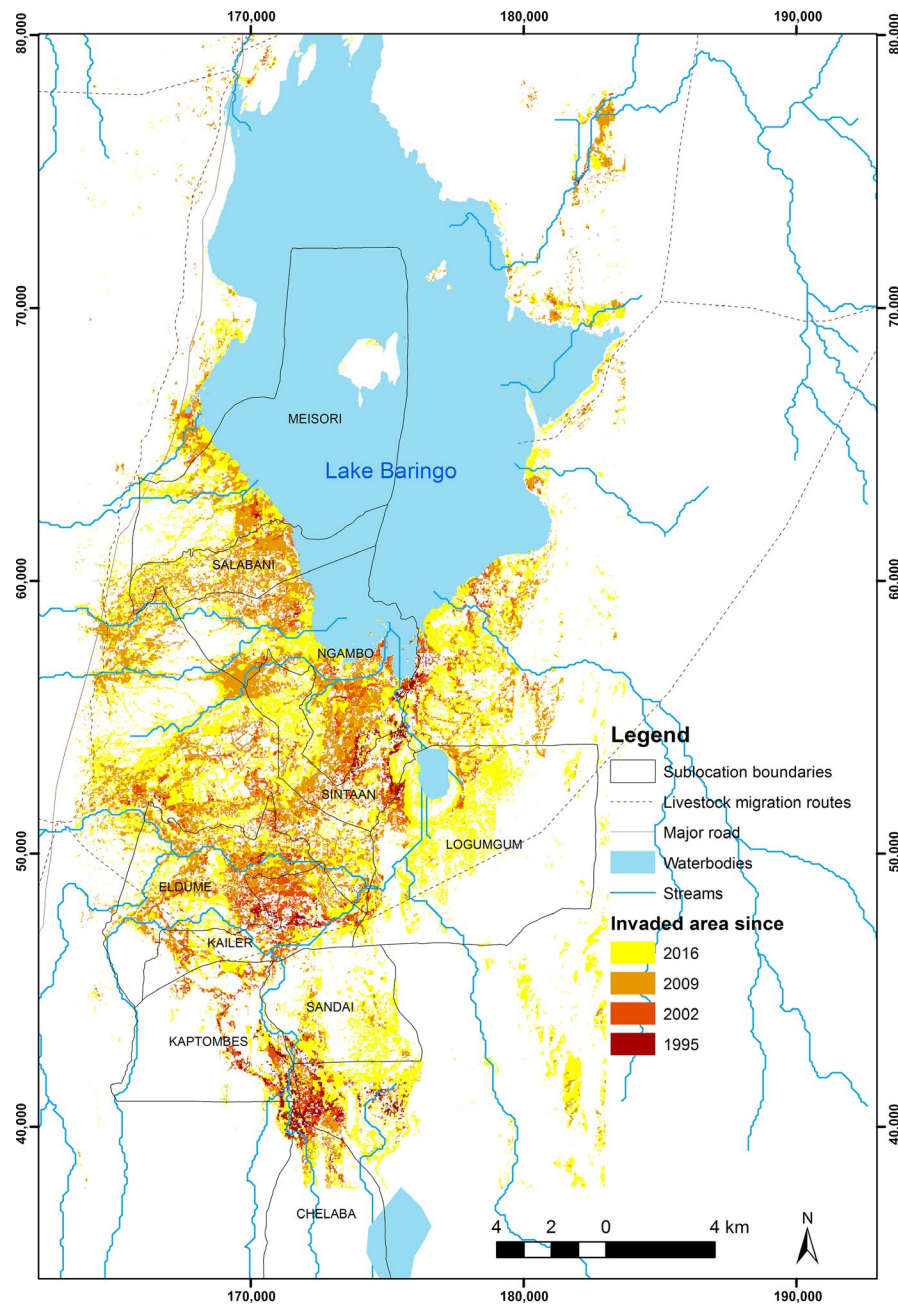 170,000
180,000
190,000
80,000
80,000
70,000
70,000
MEISORI
Lake Baringo
SALABANI
60,000
60,000
NGAMBO
Legend
Sublocation boundaries
Livestock migration routes
SINTAAN
Major road
LOGUMGUM
50,000
50,000
Waterbodies
ELDUME
Streams
Invaded area since
KAILER
2016
2009
SANDAI
2002
KAPTOMBES
1995
40,000
40,000
CHELABA
4 2 0 4 km
N
170,000
180,000
190,000